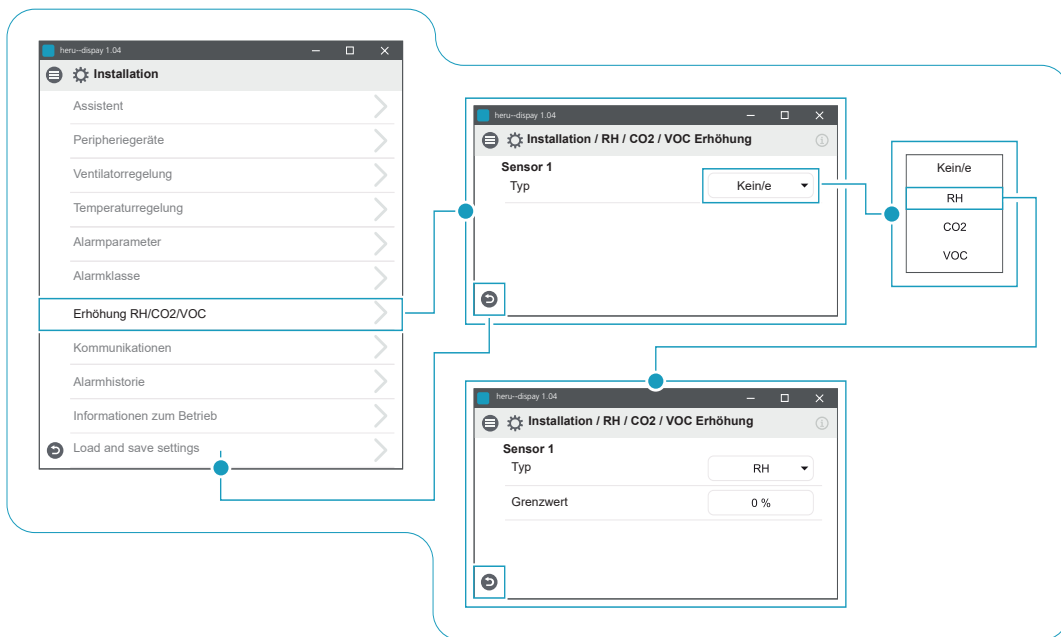 heru--dispay 1.04
Installation
Assistent
Peripheriegeräte
Ventilatorregelung
Temperaturregelung
Alarmparameter
Alarmklasse
Erhöhung RH/CO2/VOC
Kommunikationen
Alarmhistorie
Informationen zum Betrieb
Load and save settings
heru--dispay 1.04
Installation / RH / CO2 / VOC Erhöhung
Sensor 1
Typ Kein/e
Kein/e
RH
CO2
VOC
heru--dispay 1.04
Installation / RH / CO2 / VOC Erhöhung
Sensor 1
Typ RH
Grenzwert 0 %